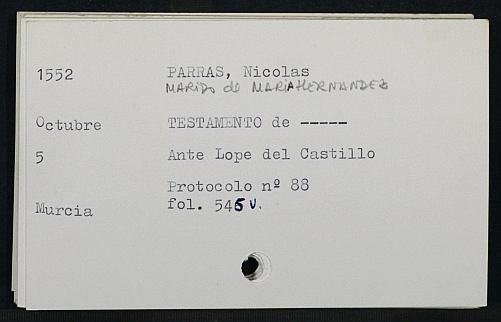 1552 PARRAS, Nicolas
MARIDO de MARIA HERNANDEZ
Octubre TESTAMENTO de -----
5 Ante Lope del Castillo
Protocolo nº 88
Murcia fol. 545 v.